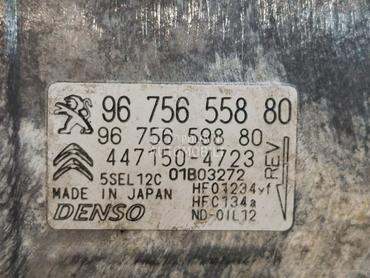 96 756 558 80
96 756 598 80
447150-4723
5SEL12C 01B03272
MADE IN JAPAN
DENSO
HFO1234yf
HFC134a
ND-OIL12
REV